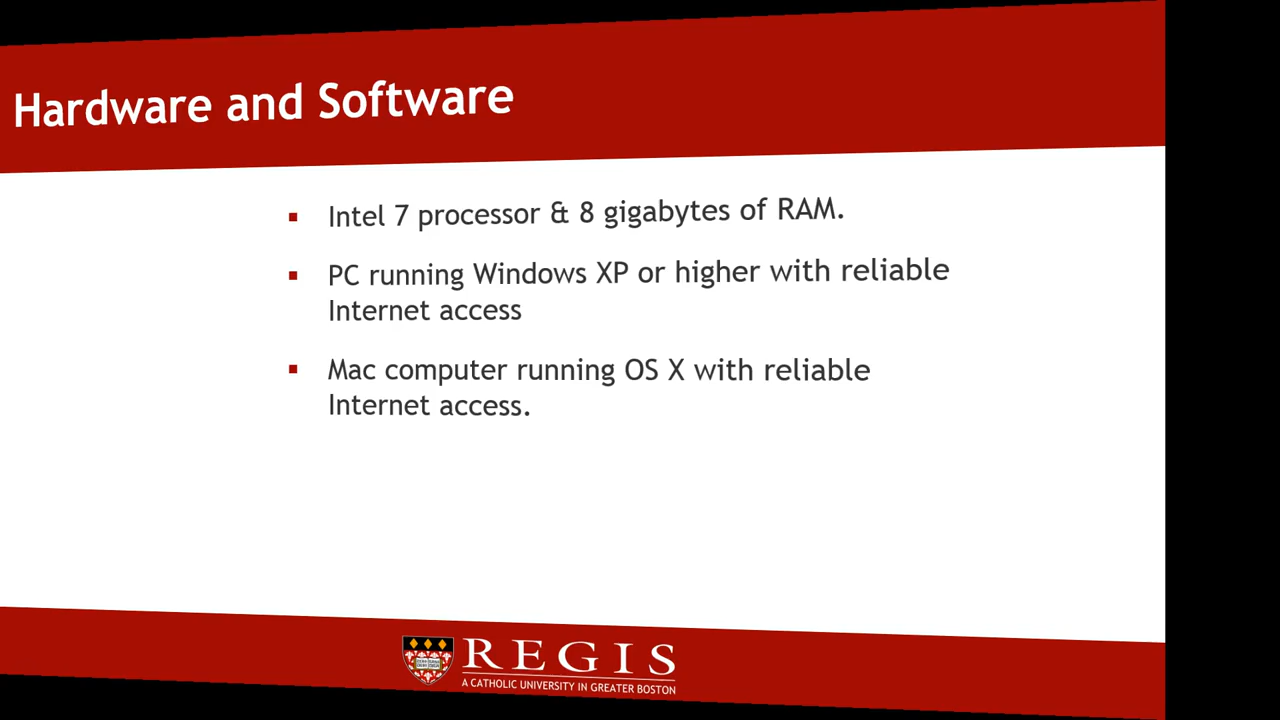 Hardware and Software
▪ Intel 7 processor & 8 gigabytes of RAM.
▪ PC running Windows XP or higher with reliable
Internet access
▪ Mac computer running OS X with reliable
Internet access.
REGIS
A CATHOLIC UNIVERSITY IN GREATER BOSTON